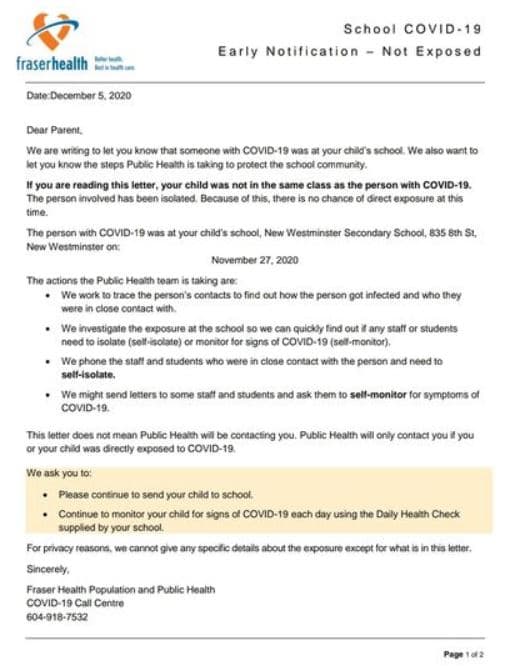 School COVID-19
Early Notification – Not Exposed
fraserhealth
Better health.
Best in health care.
Date:December 5, 2020
Dear Parent,
We are writing to let you know that someone with COVID-19 was at your child's school. We also want to
let you know the steps Public Health is taking to protect the school community.
If you are reading this letter, your child was not in the same class as the person with COVID-19.
The person involved has been isolated. Because of this, there is no chance of direct exposure at this
time.
The person with COVID-19 was at your child's school, New Westminster Secondary School, 835 8th St,
New Westminster on:
November 27, 2020
The actions the Public Health team is taking are:
• We work to trace the person's contacts to find out how the person got infected and who they
were in close contact with.
• We investigate the exposure at the school so we can quickly find out if any staff or students
need to isolate (self-isolate) or monitor for signs of COVID-19 (self-monitor).
• We phone the staff and students who were in close contact with the person and need to
self-isolate.
• We might send letters to some staff and students and ask them to self-monitor for symptoms of
COVID-19.
This letter does not mean Public Health will be contacting you. Public Health will only contact you if you
or your child was directly exposed to COVID-19.
We ask you to:
• Please continue to send your child to school.
• Continue to monitor your child for signs of COVID-19 each day using the Daily Health Check
supplied by your school.
For privacy reasons, we cannot give any specific details about the exposure except for what is in this letter.
Sincerely,
Fraser Health Population and Public Health
COVID-19 Call Centre
604-918-7532
Page 1 of 2